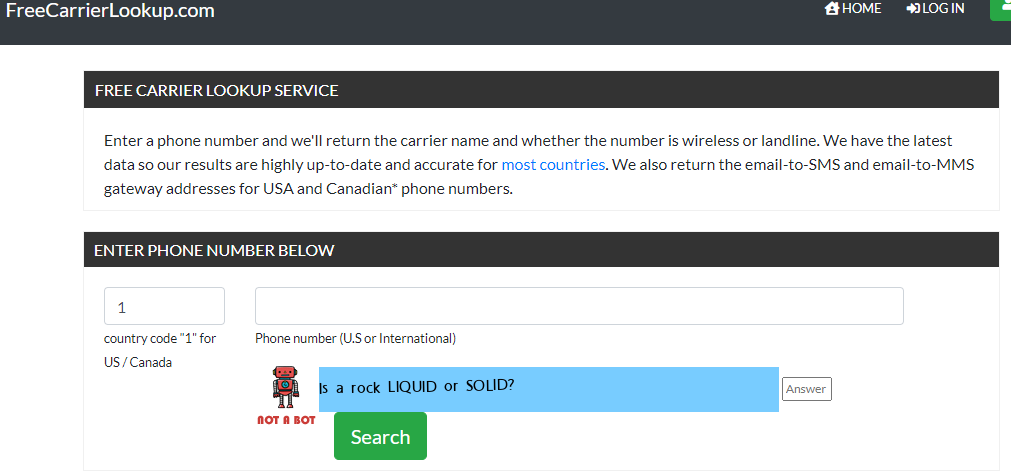 FreeCarrierLookup.com
HOME
LOG IN
FREE CARRIER LOOKUP SERVICE
Enter a phone number and we'll return the carrier name and whether the number is wireless or landline. We have the latest
data so our results are highly up-to-date and accurate for most countries. We also return the email-to-SMS and email-to-MMS
gateway addresses for USA and Canadian* phone numbers.
ENTER PHONE NUMBER BELOW
1
country code "1" for
US / Canada
Phone number (U.S or International)
NOT A BOT
Is a rock LIQUID or SOLID?
Answer
Search